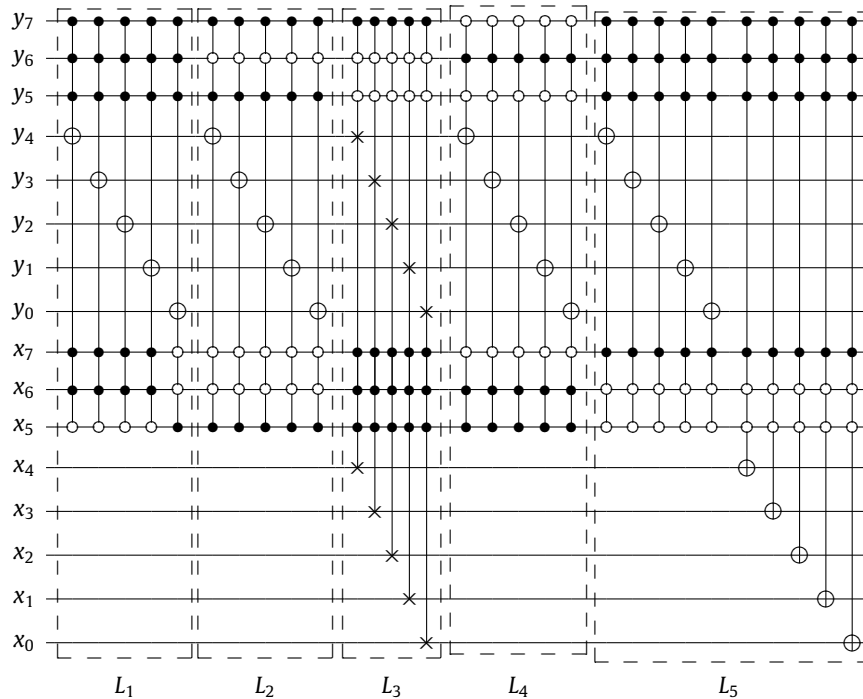 y₇
y₆
y₅
y₄
y₃
y₂
y₁
y₀
x₇
x₆
x₅
x₄
x₃
x₂
x₁
x₀
L₁ L₂ L₃ L₄ L₅